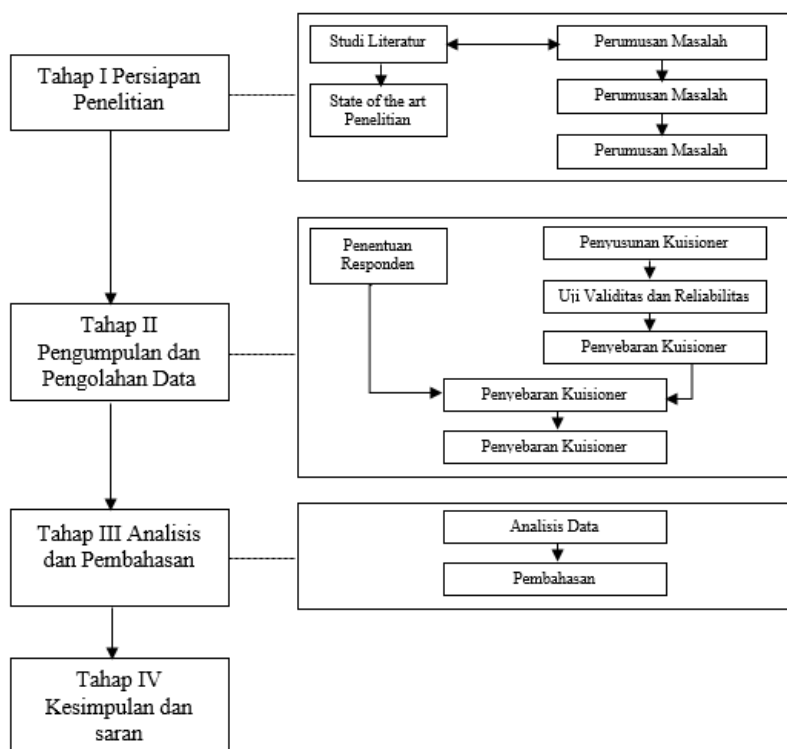 Tahap I Persiapan
Penelitian
Studi Literatur
State of the art
Penelitian
Perumusan Masalah
Perumusan Masalah
Perumusan Masalah
Tahap II
Pengumpulan dan
Pengolahan Data
Penentuan
Responden
Penyusunan Kuisioner
Uji Validitas dan Reliabilitas
Penyebaran Kuisioner
Penyebaran Kuisioner
Penyebaran Kuisioner
Tahap III Analisis
dan Pembahasan
Analisis Data
Pembahasan
Tahap IV
Kesimpulan dan
saran